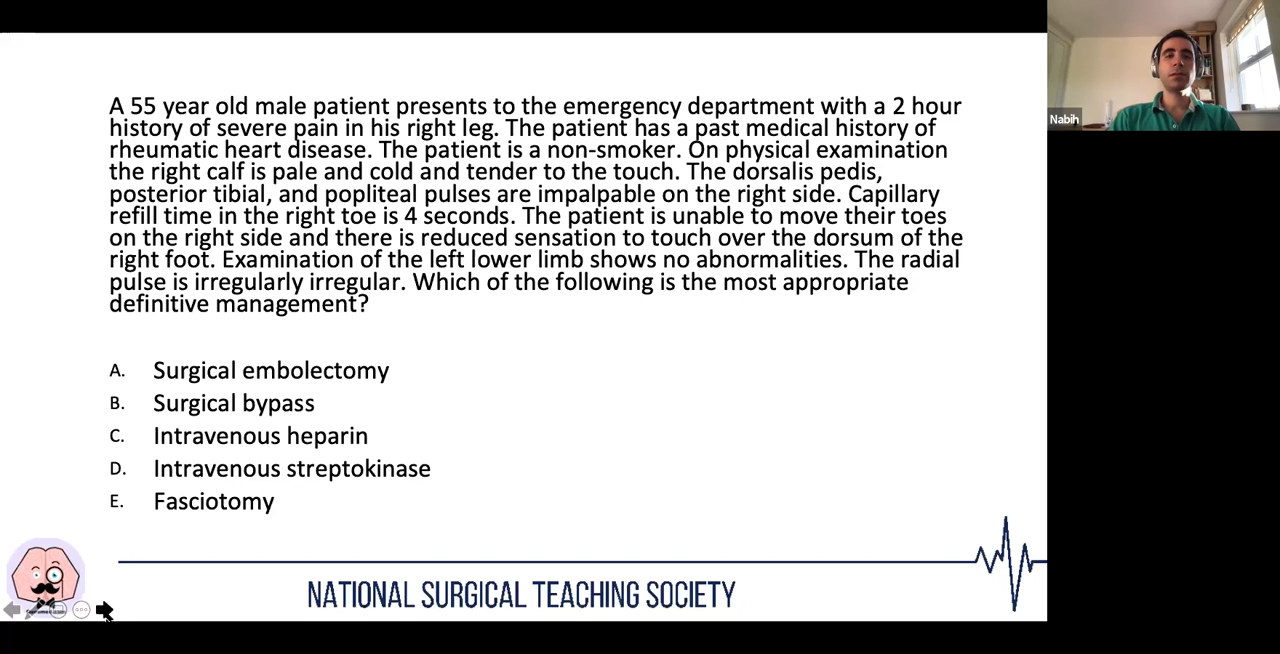 A 55 year old male patient presents to the emergency department with a 2 hour
history of severe pain in his right leg. The patient has a past medical history of
rheumatic heart disease. The patient is a non-smoker. On physical examination
the right calf is pale and cold and tender to the touch. The dorsalis pedis,
posterior tibial, and popliteal pulses are impalpable on the right side. Capillary
refill time in the right toe is 4 seconds. The patient is unable to move their toes
on the right side and there is reduced sensation to touch over the dorsum of the
right foot. Examination of the left lower limb shows no abnormalities. The radial
pulse is irregularly irregular. Which of the following is the most appropriate
definitive management?
A. Surgical embolectomy
B. Surgical bypass
C. Intravenous heparin
D. Intravenous streptokinase
E. Fasciotomy
NATIONAL SURGICAL TEACHING SOCIETY
Nabih